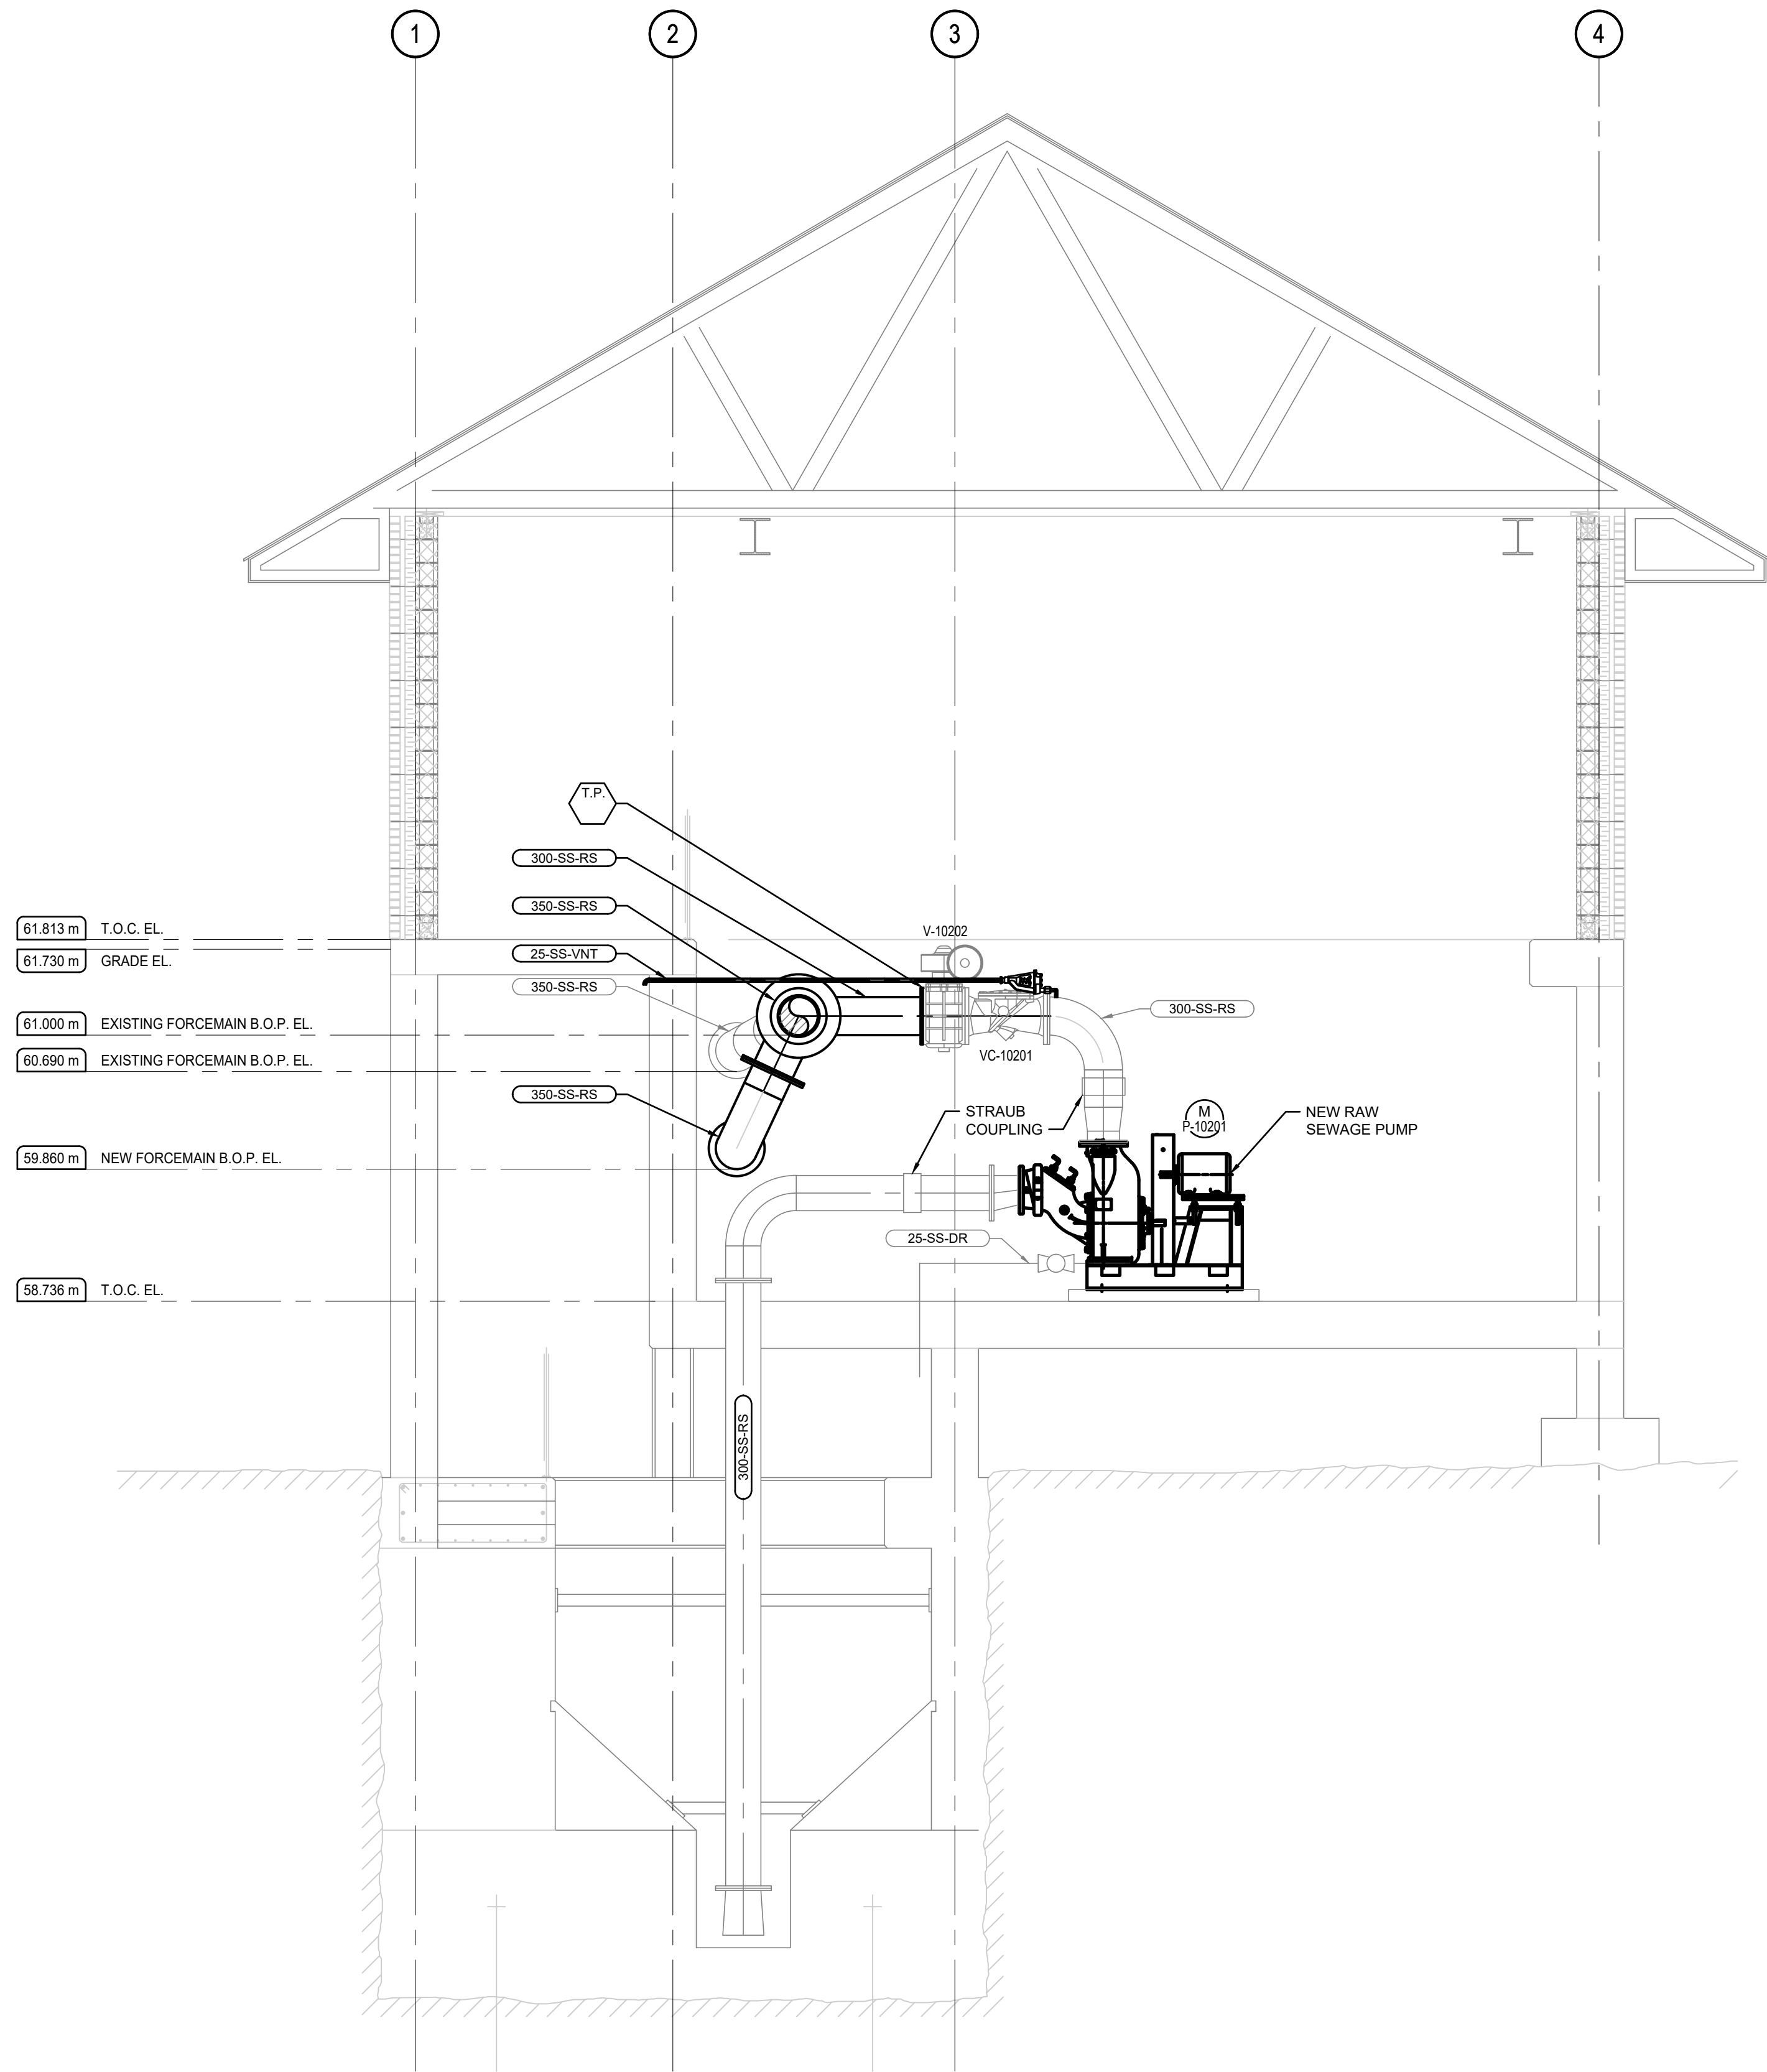 1
2
3
4
T.P.
300-SS-RS
350-SS-RS
V-10202
61.813 m T.O.C. EL.
25-SS-VNT
61.730 m GRADE EL.
350-SS-RS
300-SS-RS
61.000 m EXISTING FORCEMAIN B.O.P. EL.
VC-10201
60.690 m EXISTING FORCEMAIN B.O.P. EL.
350-SS-RS
STRAUB
COUPLING
M
P-10201
NEW RAW
SEWAGE PUMP
59.860 m NEW FORCEMAIN B.O.P. EL.
25-SS-DR
58.736 m T.O.C. EL.
300-SS-RS